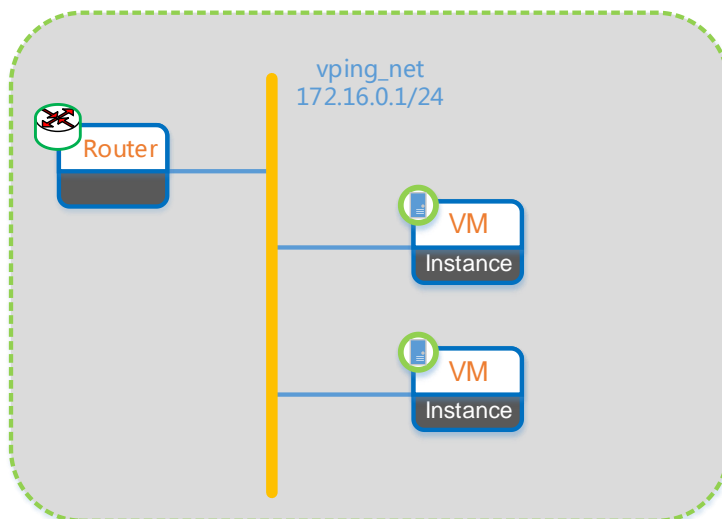 vping_net
172.16.0.1/24
Router
VM
Instance
VM
Instance